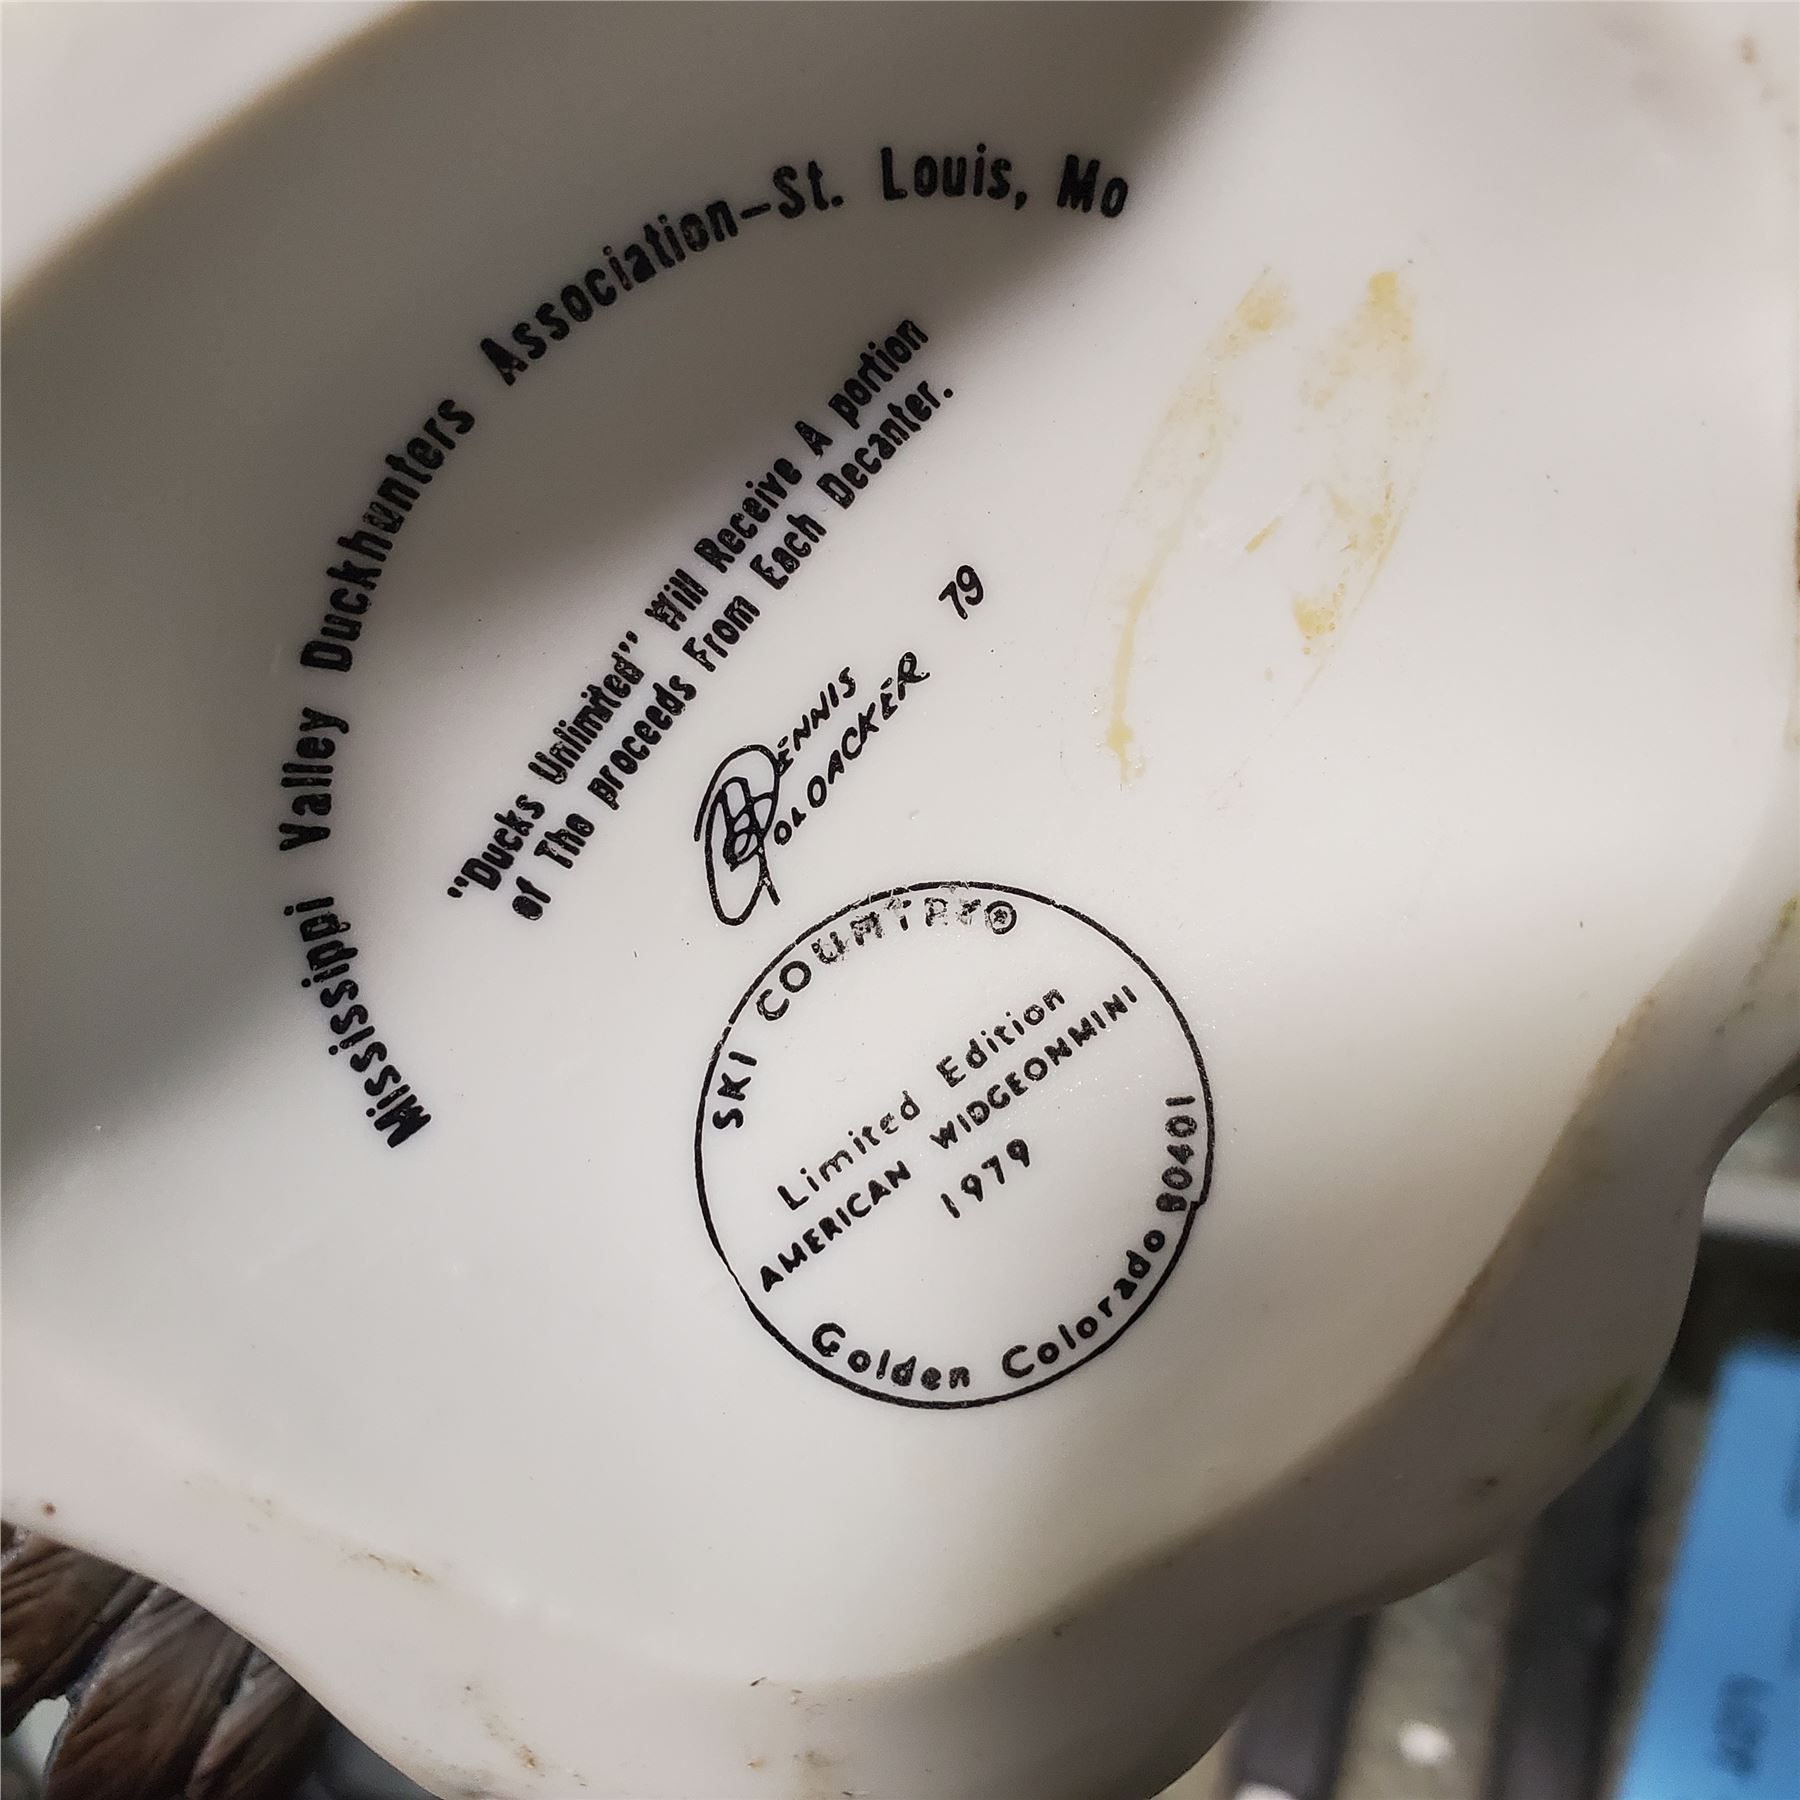 Mississippi Valley Duckhunters Association–St. Louis, Mo
"Ducks Unlimited" Will Receive A portion
of The proceeds From Each Decanter.
DENNIS
GOLOACKER 79
SKI COUNTRY®
Limited Edition
AMERICAN WIDGEONMINI
1979
Golden Colorado 80401